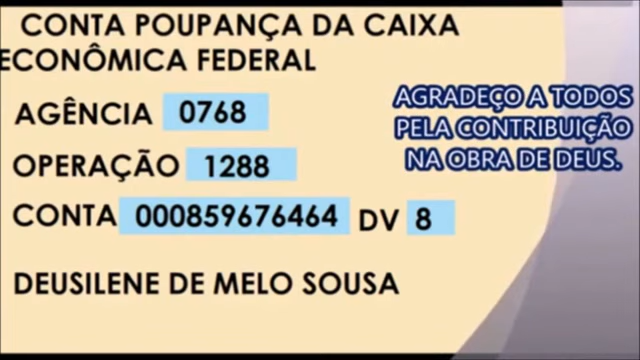 CONTA POUPANÇA DA CAIXA
ECONÔMICA FEDERAL
AGÊNCIA 0768
OPERAÇÃO 1288
CONTA 000859676464 DV 8
DEUSILENE DE MELO SOUSA
AGRADEÇO A TODOS
PELA CONTRIBUIÇÃO
NA OBRA DE DEUS.